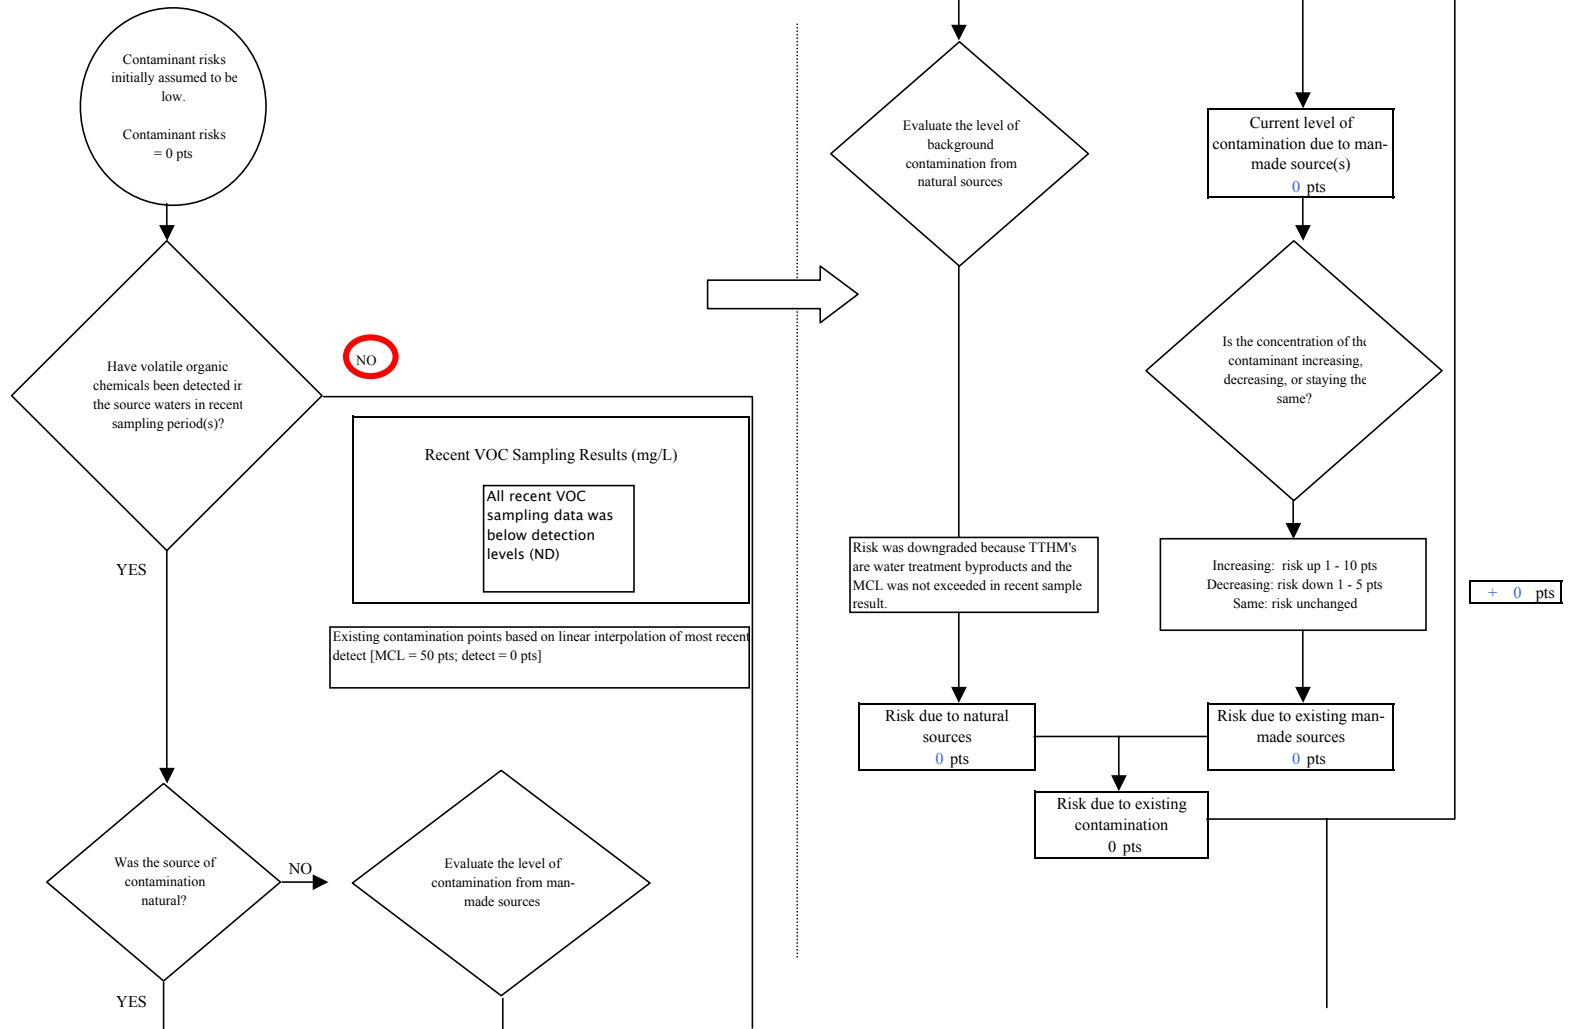 Contaminant risks
initially assumed to be
low.
Contaminant risks
= 0 pts
Have volatile organic
chemicals been detected in
the source waters in recent
sampling period(s)?
NO
Recent VOC Sampling Results (mg/L)
All recent VOC
sampling data was
below detection
levels (ND)
YES
Existing contamination points based on linear interpolation of most recent
detect [MCL = 50 pts; detect = 0 pts]
Was the source of
contamination
natural?
NO
Evaluate the level of
contamination from man-
made sources
YES
Evaluate the level of
background
contamination from
natural sources
Current level of
contamination due to man-
made source(s)
0 pts
Is the concentration of the
contaminant increasing,
decreasing, or staying the
same?
Risk was downgraded because TTHM's
are water treatment byproducts and the
MCL was not exceeded in recent sample
result.
Increasing: risk up 1 - 10 pts
Decreasing: risk down 1 - 5 pts
Same: risk unchanged
+ 0 pts
Risk due to natural
sources
0 pts
Risk due to existing man-
made sources
0 pts
Risk due to existing
contamination
0 pts